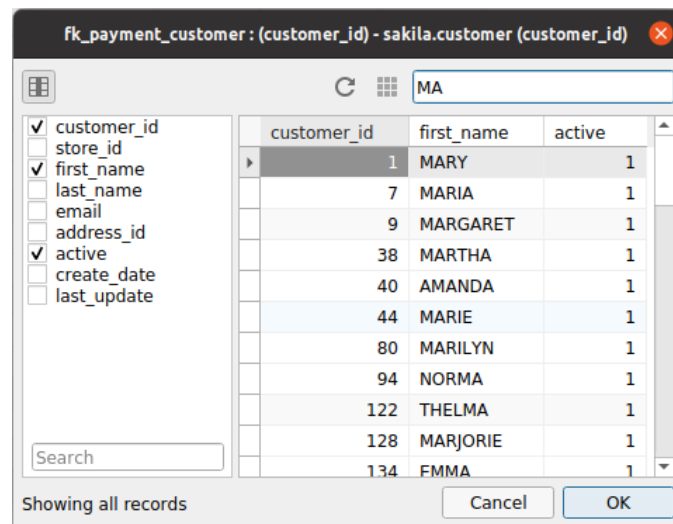 fk_payment_customer : (customer_id) - sakila.customer (customer_id)
MA
customer_id
store_id
first_name
last_name
email
address_id
active
create_date
last_update
Search
customer_id first_name active
1 MARY 1
7 MARIA 1
9 MARGARET 1
38 MARTHA 1
40 AMANDA 1
44 MARIE 1
80 MARILYN 1
94 NORMA 1
122 THELMA 1
128 MARJORIE 1
134 EMMA 1
Showing all records
Cancel
OK